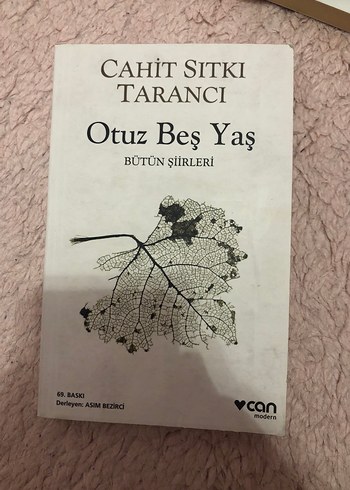 CAHİT SITKI
TARANCI
Otuz Beş Yaş
BÜTÜN ŞİİRLERİ
69. BASKI
Derleyen: ASIM BEZİRCİ
can
modern